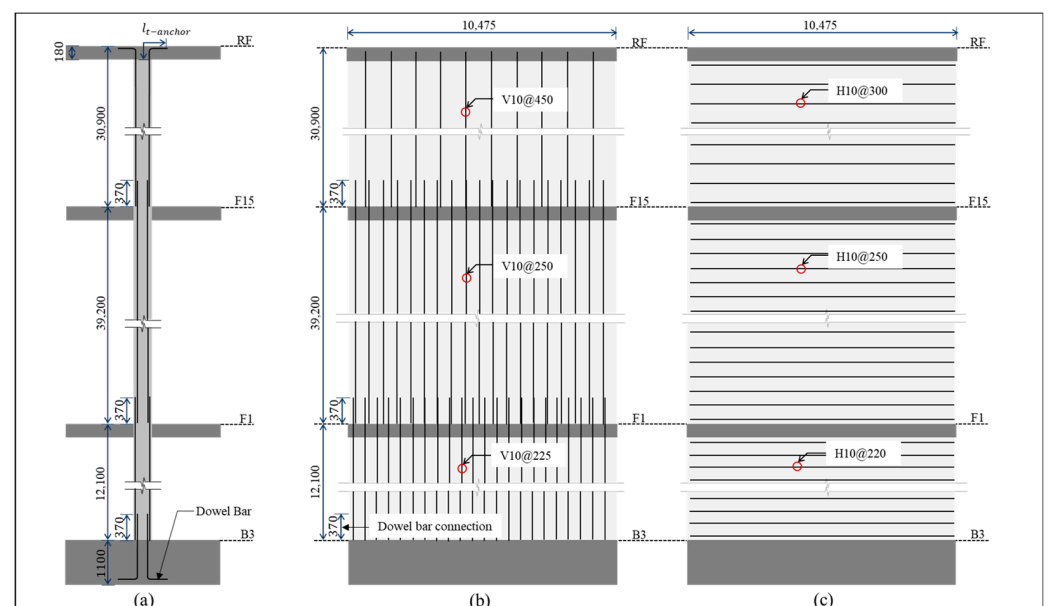 l_{t-anchor}
RF
180
30,900
370
F15
39,200
370
F1
12,100
370
Dowel Bar
B3
1100
(a)
10,475
RF
V10@450
30,900
370
F15
V10@250
39,200
370
F1
V10@225
12,100
370
Dowel bar connection
B3
(b)
10,475
RF
H10@300
F15
H10@250
F1
H10@220
B3
(c)